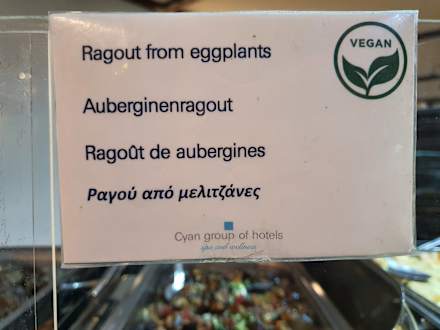 Ragout from eggplants
VEGAN
Auberginenragout
Ragoût de aubergines
Ραγού από μελιτζάνες
Cyan group of hotels
spa and wellness